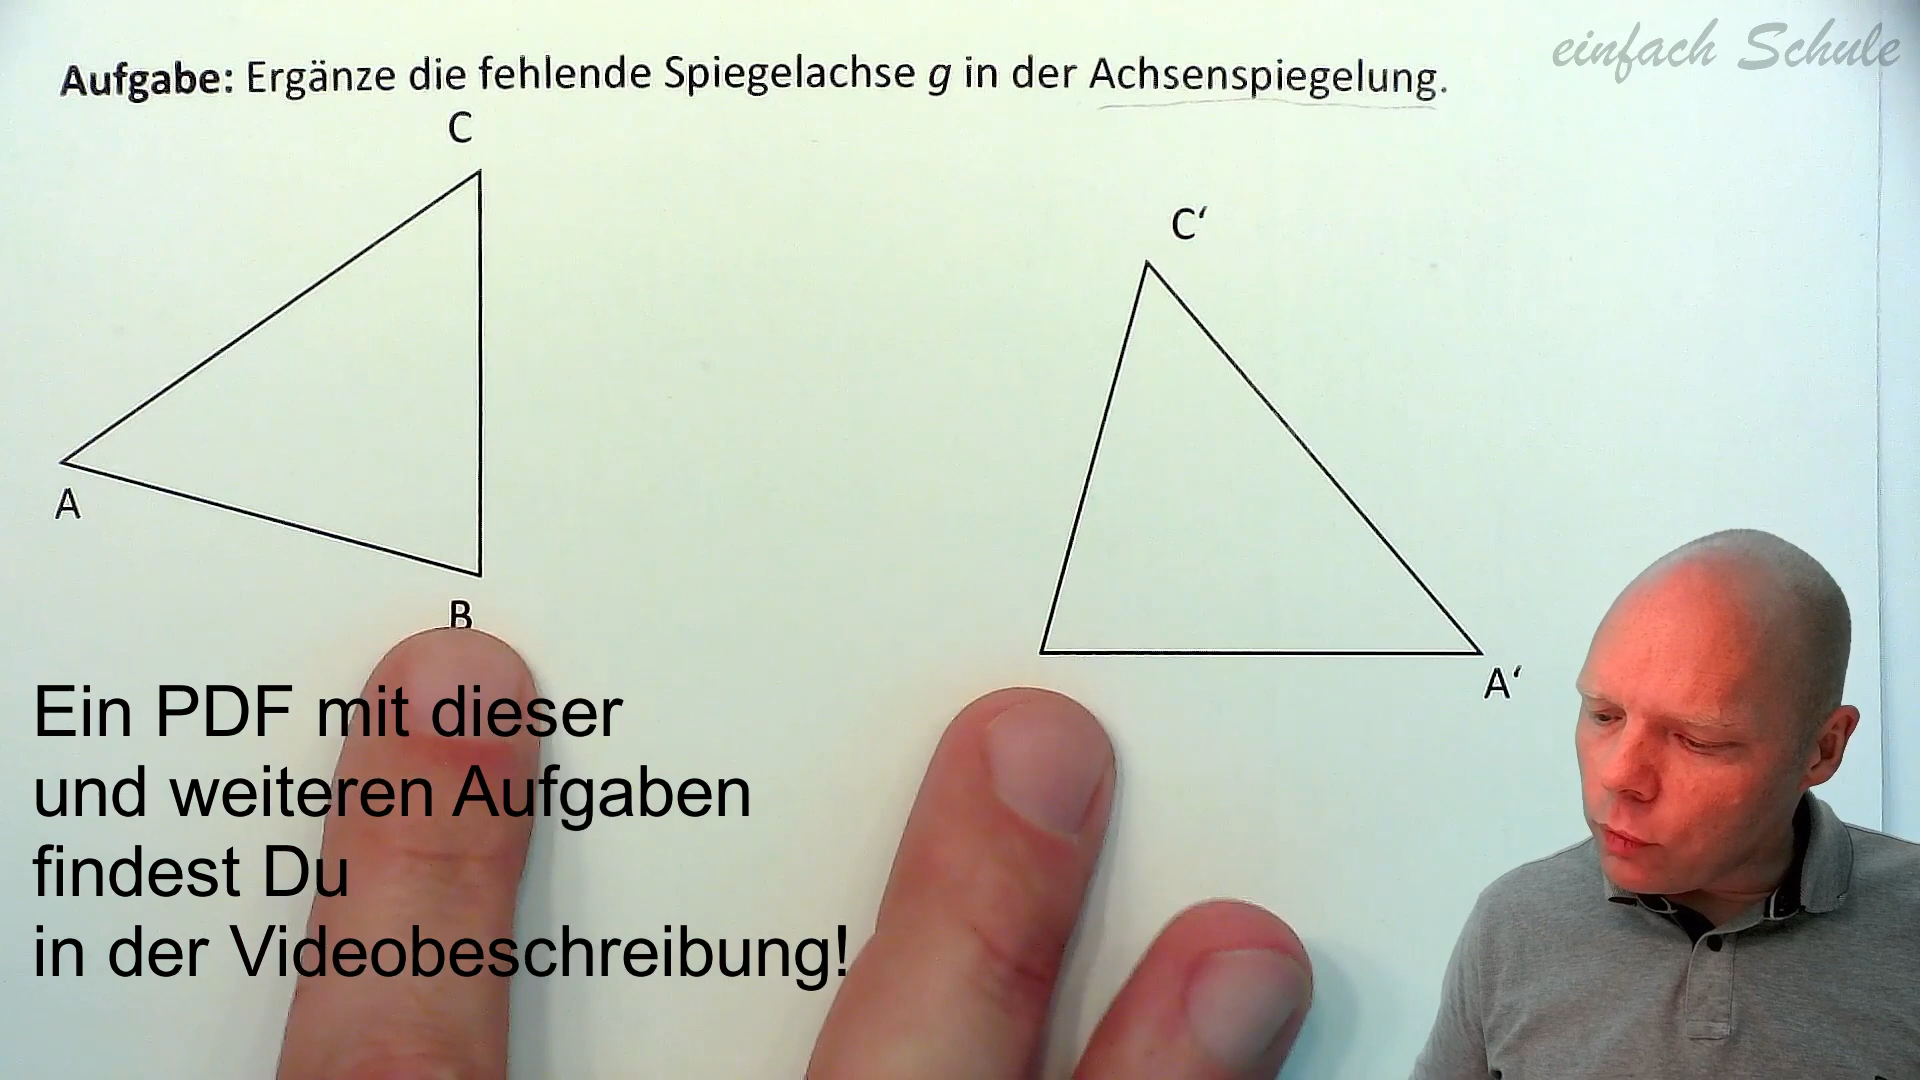 einfach Schule
Aufgabe: Ergänze die fehlende Spiegelachse g in der Achsenspiegelung.
C
C‘
A
B
A‘
Ein PDF mit dieser
und weiteren Aufgaben
findest Du
in der Videobeschreibung!